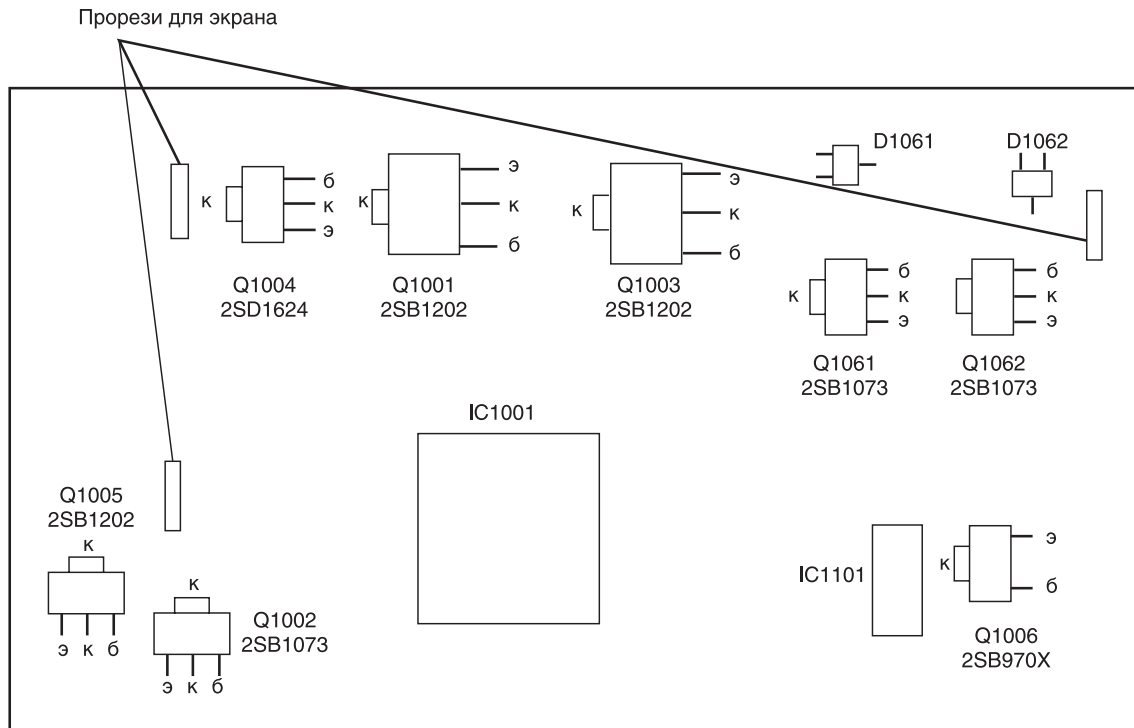 Прорези для экрана
D1061
D1062
к
б
к
э
Q1004
2SD1624
к
э
к
б
Q1001
2SB1202
к
э
к
б
Q1003
2SB1202
к
б
к
э
Q1061
2SB1073
б
к
э
Q1062
2SB1073
IC1001
Q1005
2SB1202
к
э к б
к
Q1002
2SB1073
э к б
IC1101
к
э
б
Q1006
2SB970X